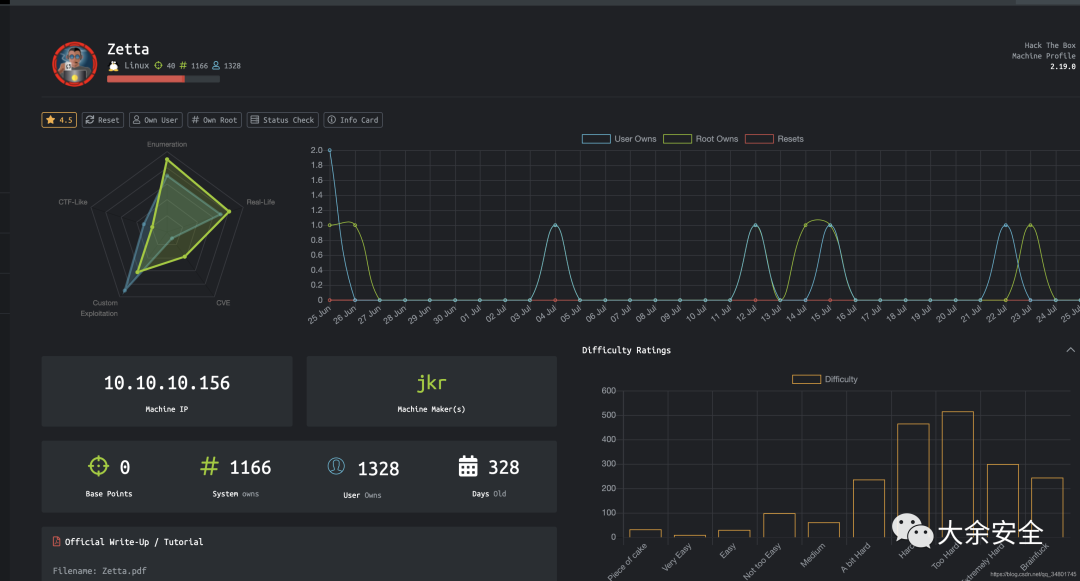 Zetta
Linux 40 # 1166 1328
Hack The Box
Machine Profile
2.19.0
4.5 Reset Own User # Own Root Status Check Info Card
Enumeration
CTF-Like
Real-Life
Custom
Exploitation
CVE
User Owns Root Owns Resets
2.0
1.8
1.6
1.4
1.2
1.0
0.8
0.6
0.4
0.2
0
25 Jun 26 Jun 27 Jun 28 Jun 29 Jun 30 Jun 01 Jul 02 Jul 03 Jul 04 Jul 05 Jul 06 Jul 07 Jul 08 Jul 09 Jul 10 Jul 11 Jul 12 Jul 13 Jul 14 Jul 15 Jul 16 Jul 17 Jul 18 Jul 19 Jul 20 Jul 21 Jul 22 Jul 23 Jul 24 Jul
10.10.10.156
Machine IP
jkr
Machine Maker(s)
0
Base Points
# 1166
System owns
1328
User Owns
328
Days Old
Official Write-Up / Tutorial
Filename: Zetta.pdf
Difficulty Ratings
Difficulty
600
500
400
300
200
100
0
Piece of cake Very Easy Easy Not too Easy Medium A bit Hard Hard Too Hard Extremely Hard Brainfuck
大余安全
https://blog.csdn.net/qq_34801745